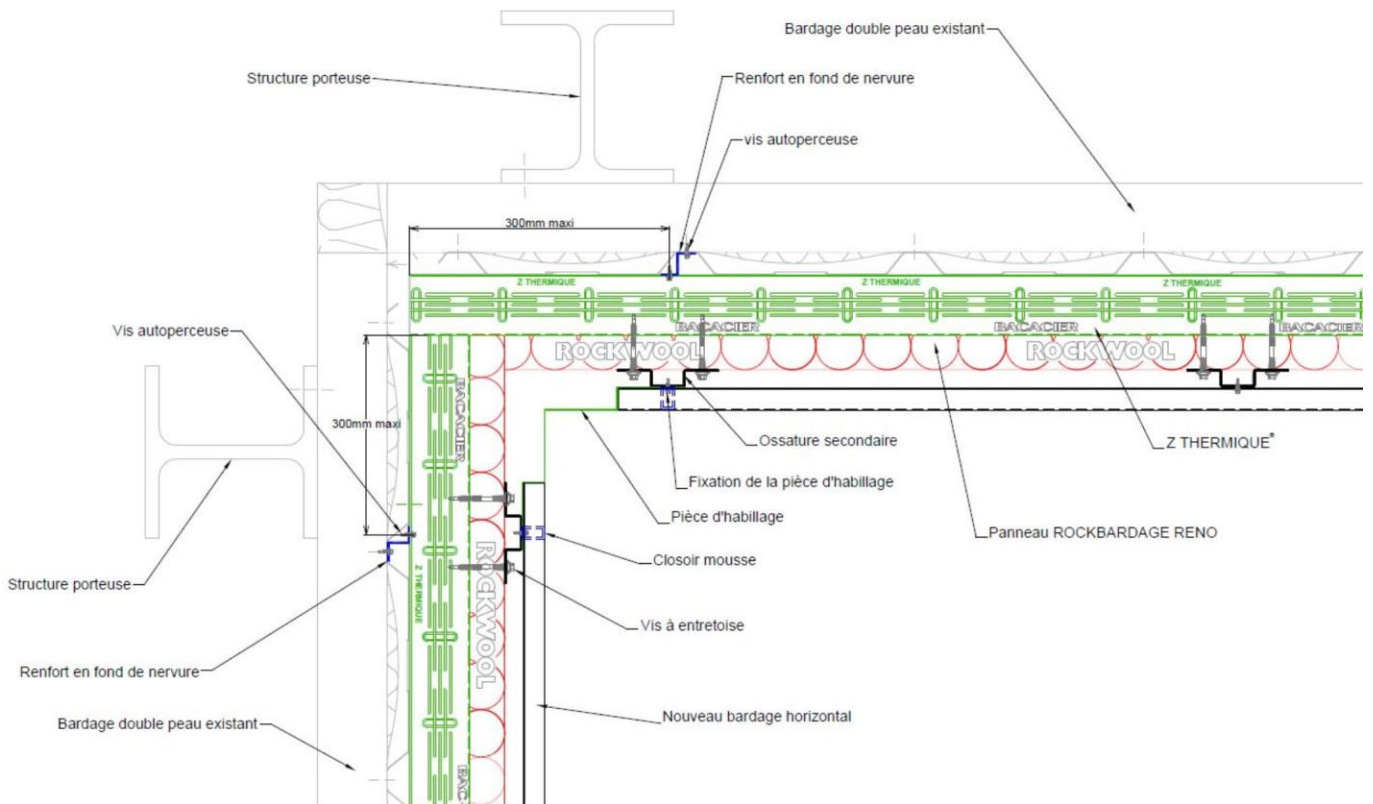 Bardage double peau existant
Structure porteuse
Renfort en fond de nervure
vis autoperceuse
300mm maxi
Z THERMIQUE
Z THERMIQUE
Z THERMIQUE
BACACIER
BACACIER
BACACIER
Vis autoperceuse
ROCKWOOL
ROCKWOOL
BACACIER
300mm maxi
Ossature secondaire
Z THERMIQUE®
Fixation de la pièce d'habillage
Pièce d'habillage
Panneau ROCKBARDAGE RENO
Closoir mousse
Structure porteuse
Z THERMIQUE
ROCKWOOL
Vis à entretoise
Renfort en fond de nervure
Nouveau bardage horizontal
Bardage double peau existant
BACACIER